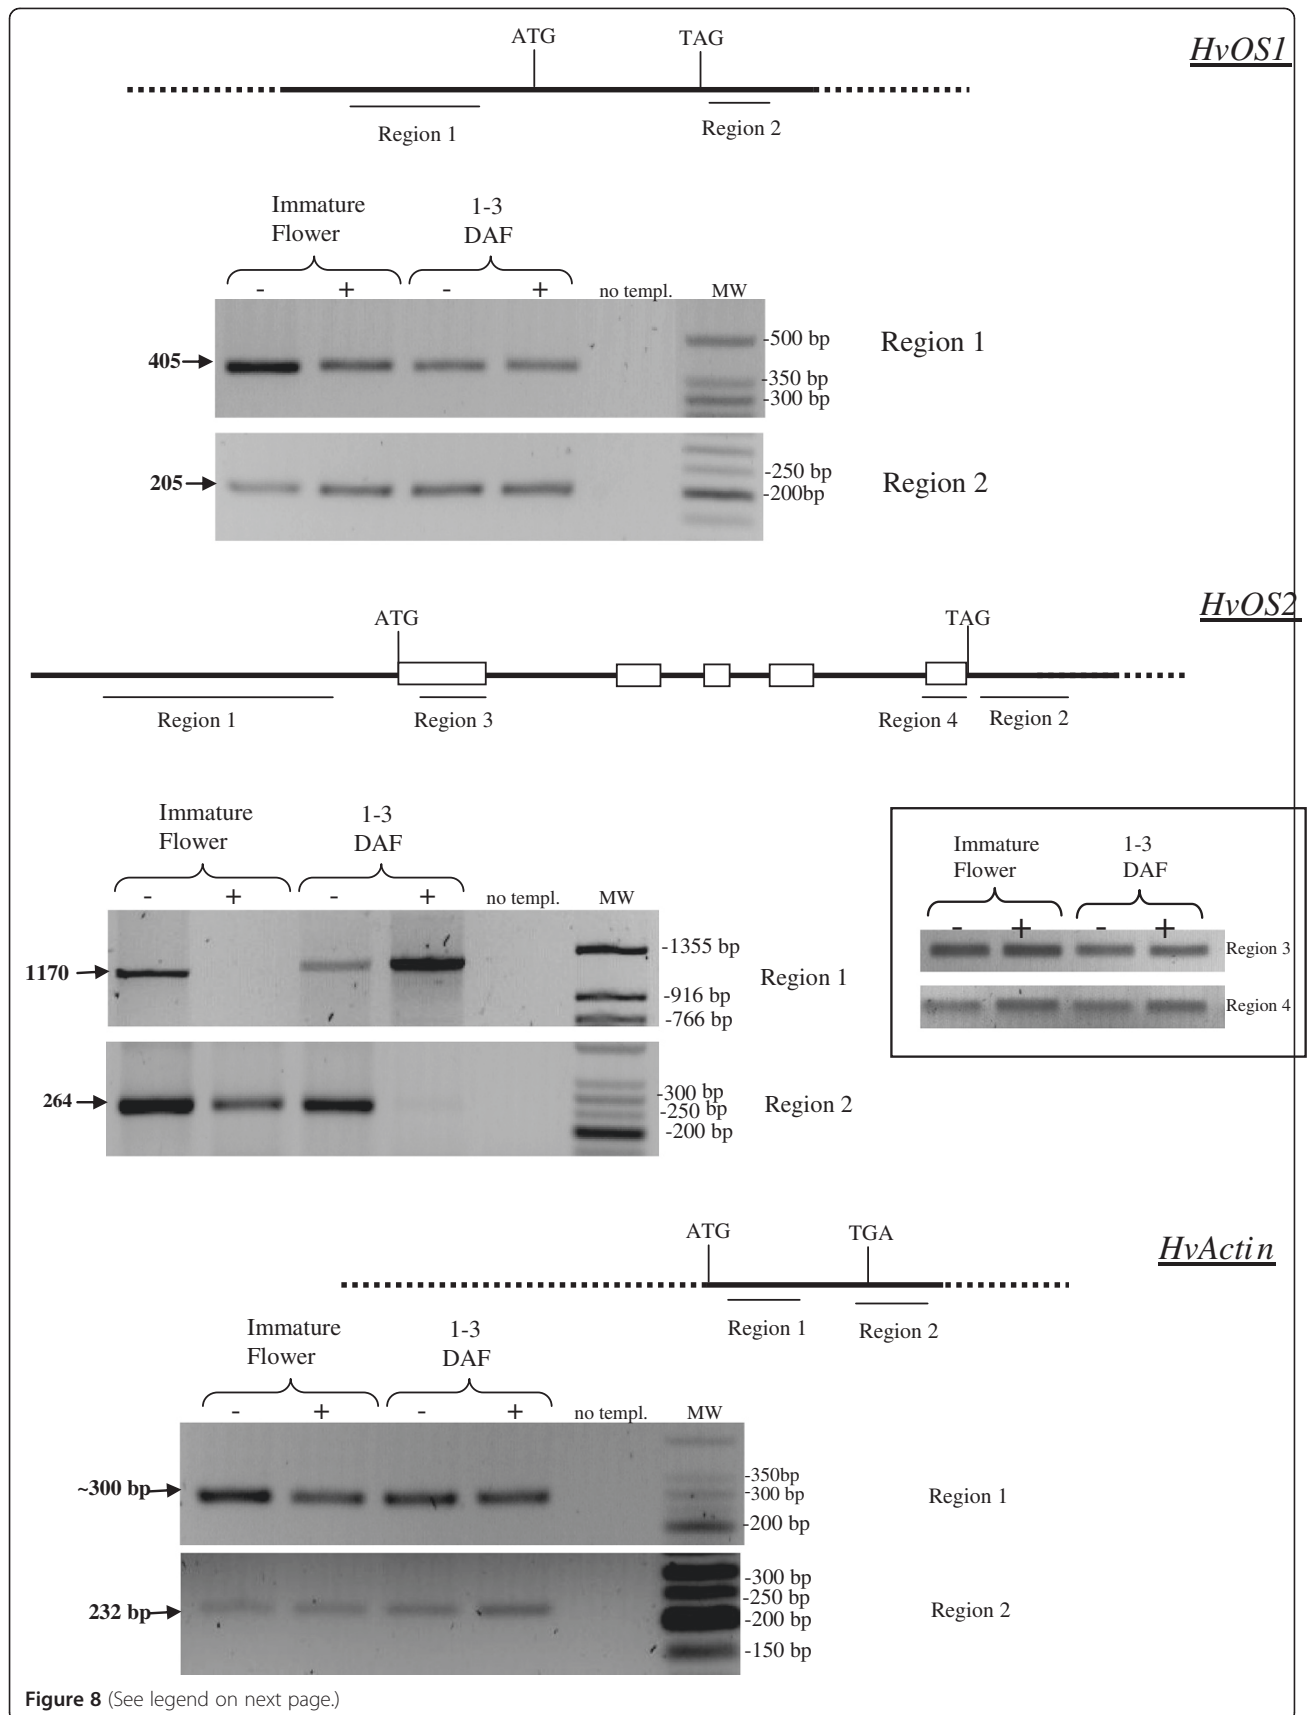 HvOS1
ATG TAG
Region 1 Region 2
Immature
Flower
1-3
DAF
- + - + no templ. MW
405
-500 bp
-350 bp
-300 bp
Region 1
205
-250 bp
-200bp
Region 2
HvOS2
ATG TAG
Region 1 Region 3 Region 4 Region 2
Immature
Flower
1-3
DAF
- + - + no templ. MW
1170
-1355 bp
-916 bp
-766 bp
Region 1
264
-300 bp
-250 bp
-200 bp
Region 2
Immature
Flower
1-3
DAF
- + - +
Region 3
Region 4
HvActin
ATG TGA
Region 1 Region 2
Immature
Flower
1-3
DAF
- + - + no templ. MW
~300 bp
-350bp
-300 bp
-200 bp
Region 1
232 bp
-300 bp
-250 bp
-200 bp
-150 bp
Region 2
Figure 8 (See legend on next page.)